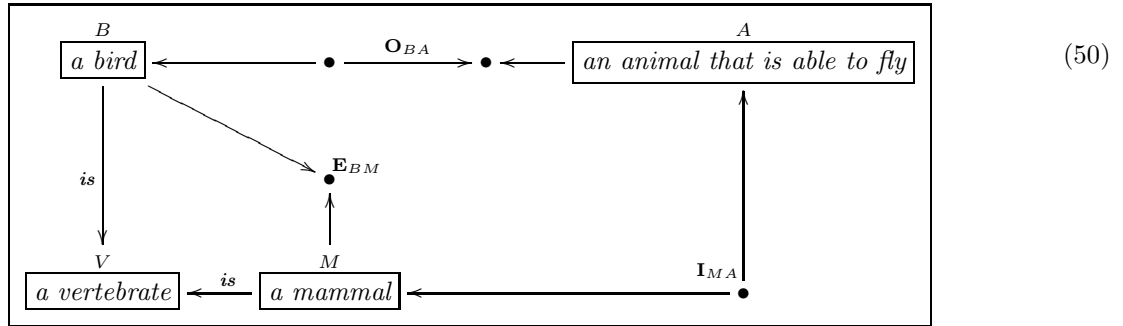 B A
a bird O_BA an animal that is able to fly (50)
is E_BM
V M I_MA
a vertebrate is a mammal